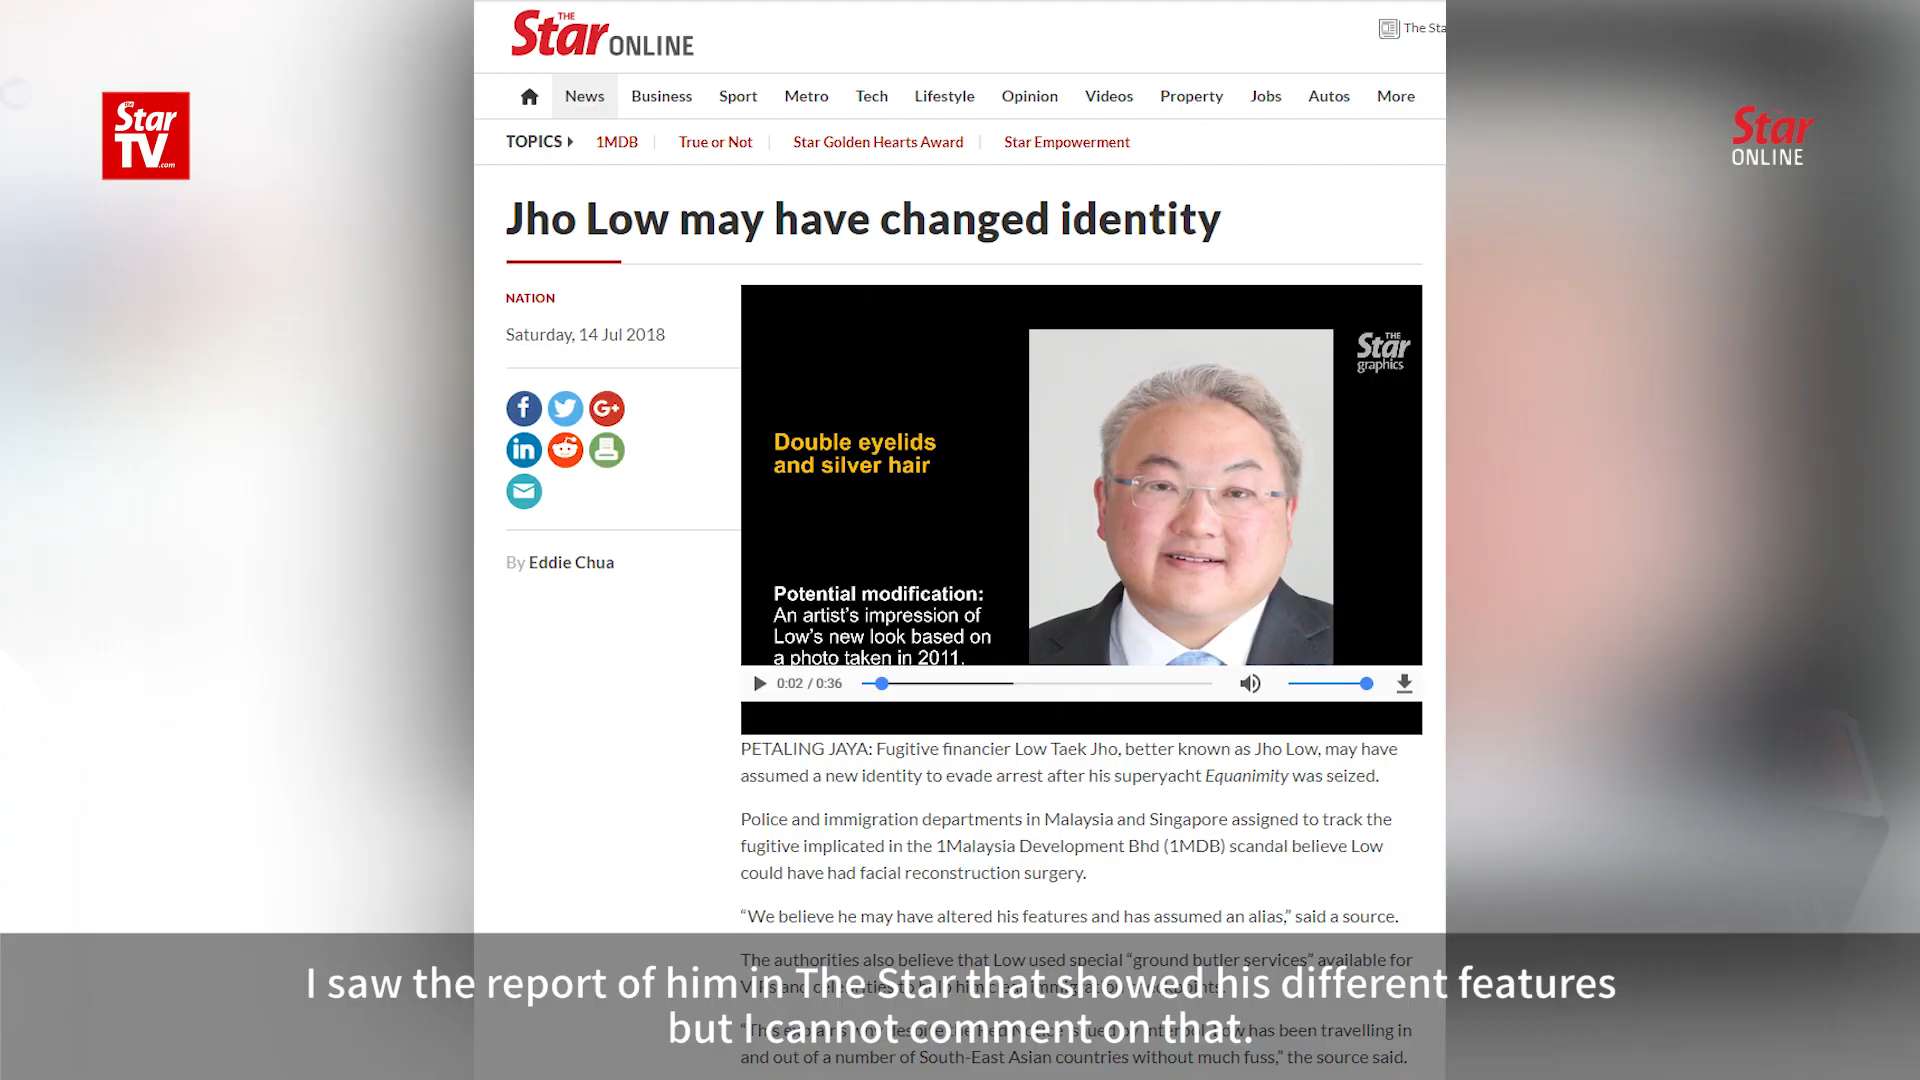 THE
Star ONLINE
The Sta
News Business Sport Metro Tech Lifestyle Opinion Videos Property Jobs Autos More
TOPICS 1MDB True or Not Star Golden Hearts Award Star Empowerment
The
Star
TV
.com
Star
ONLINE
Jho Low may have changed identity
NATION
Saturday, 14 Jul 2018
By Eddie Chua
THE
Star
graphics
Double eyelids
and silver hair
Potential modification:
An artist's impression of
Low's new look based on
a photo taken in 2011.
0:02 / 0:36
PETALING JAYA: Fugitive financier Low Taek Jho, better known as Jho Low, may have
assumed a new identity to evade arrest after his superyacht Equanimity was seized.
Police and immigration departments in Malaysia and Singapore assigned to track the
fugitive implicated in the 1Malaysia Development Bhd (1MDB) scandal believe Low
could have had facial reconstruction surgery.
“We believe he may have altered his features and has assumed an alias,” said a source.
The authorities also believe that Low used special “ground butler services” available for
I saw the report of him in The Star that showed his different features
but I cannot comment on that.
has been travelling in
and out of a number of South-East Asian countries without much fuss,” the source said.